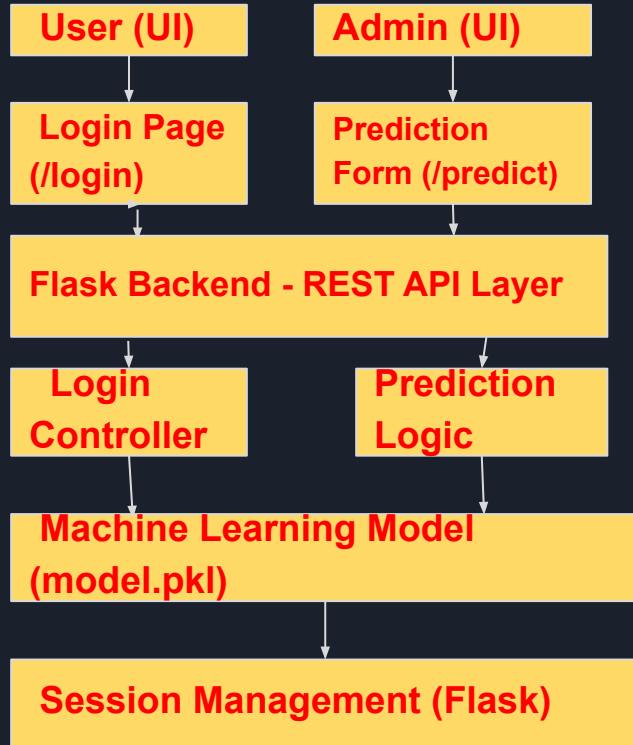 User (UI)
Admin (UI)
Login Page
(/login)
Prediction
Form (/predict)
Flask Backend - REST API Layer
Login
Controller
Prediction
Logic
Machine Learning Model
(model.pkl)
Session Management (Flask)